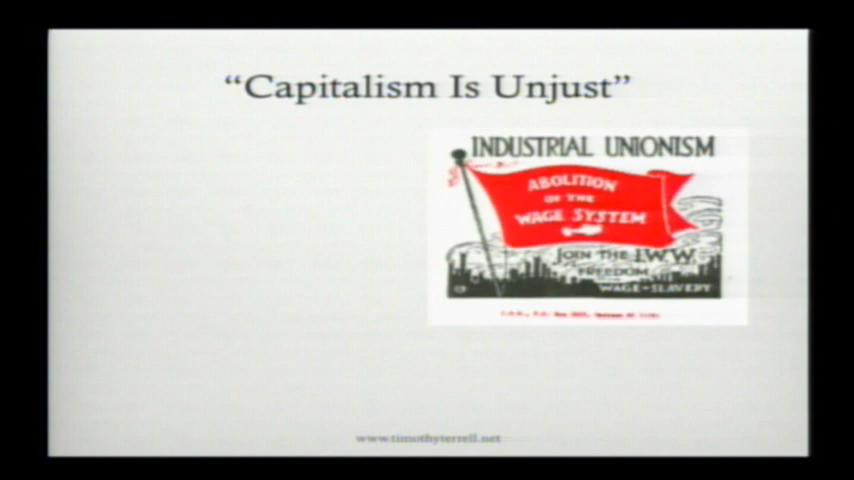 “Capitalism Is Unjust”
INDUSTRIAL UNIONISM
ABOLITION
OF THE
WAGE SYSTEM
JOIN THE I.W.W.
FREEDOM
WAGE-SLAVERY
www.timothyterrell.net